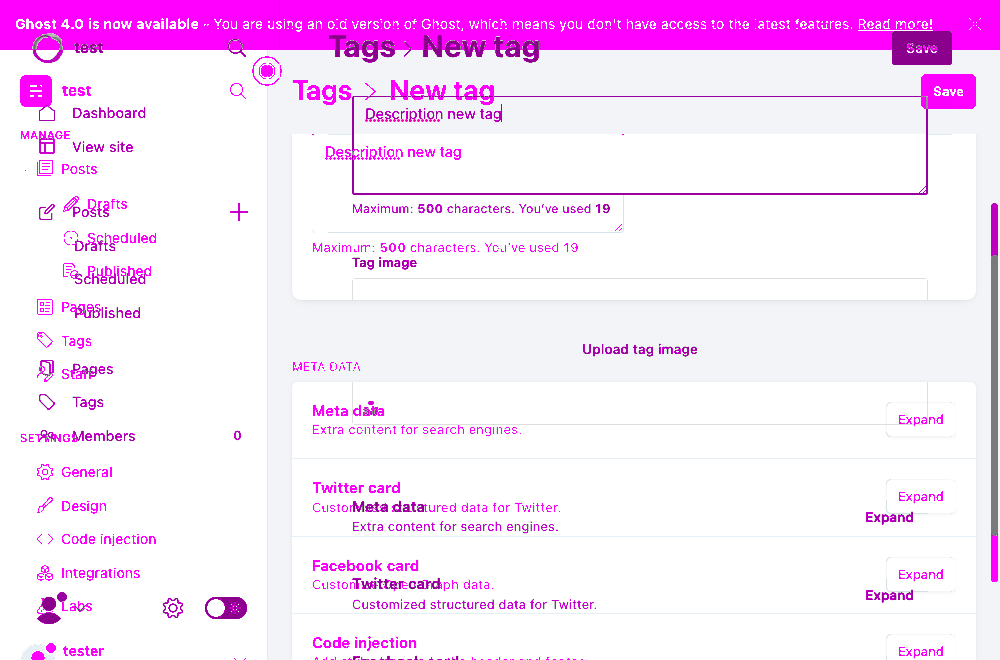 Ghost 4.0 is now available - You are using an old version of Ghost, which means you don't have access to the latest features. Read more!
test
Tags > New tag
Save
test
Tags > New tag
Save
Dashboard
Description new tag
MANAGE
View site
Description new tag
Posts
Drafts
Posts
Maximum: 500 characters. You've used 19
Scheduled
Drafts
Maximum: 500 characters. You've used 19
Tag image
Published
Scheduled
Pages
Published
Tags
Upload tag image
Staff
Pages
META DATA
Tags
Meta data
Expand
Extra content for search engines.
SETTINGS
Members
0
General
Twitter card
Expand
Customized structured data for Twitter.
Design
Meta data
Expand
Extra content for search engines.
Code injection
Facebook card
Integrations
Expand
Customized Open Graph data.
Twitter card
Expand
Labs
Customized structured data for Twitter.
Code injection
tester
Expand